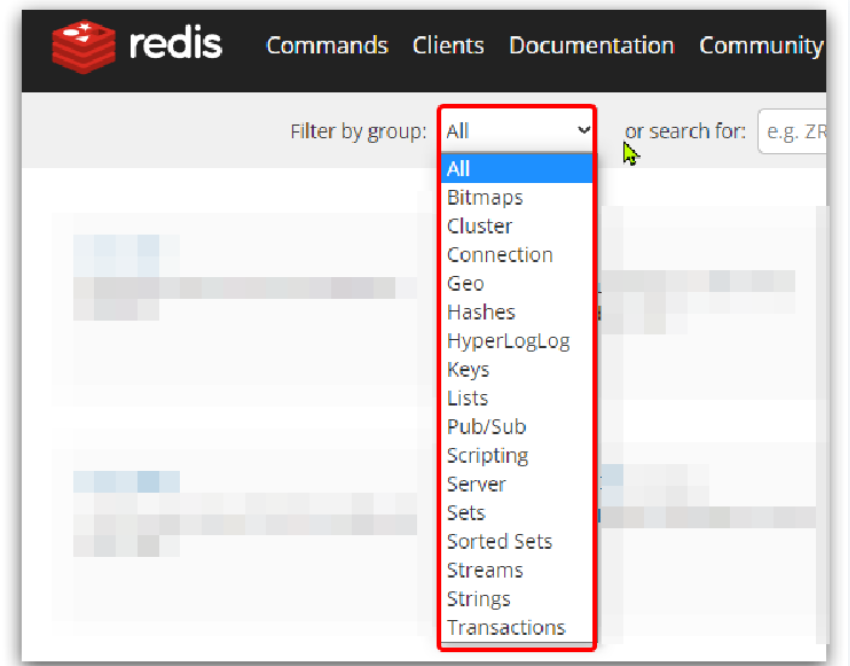 redis Commands Clients Documentation Community
Filter by group: All or search for: e.g. ZR
All
Bitmaps
Cluster
Connection
Geo
Hashes
HyperLogLog
Keys
Lists
Pub/Sub
Scripting
Server
Sets
Sorted Sets
Streams
Strings
Transactions